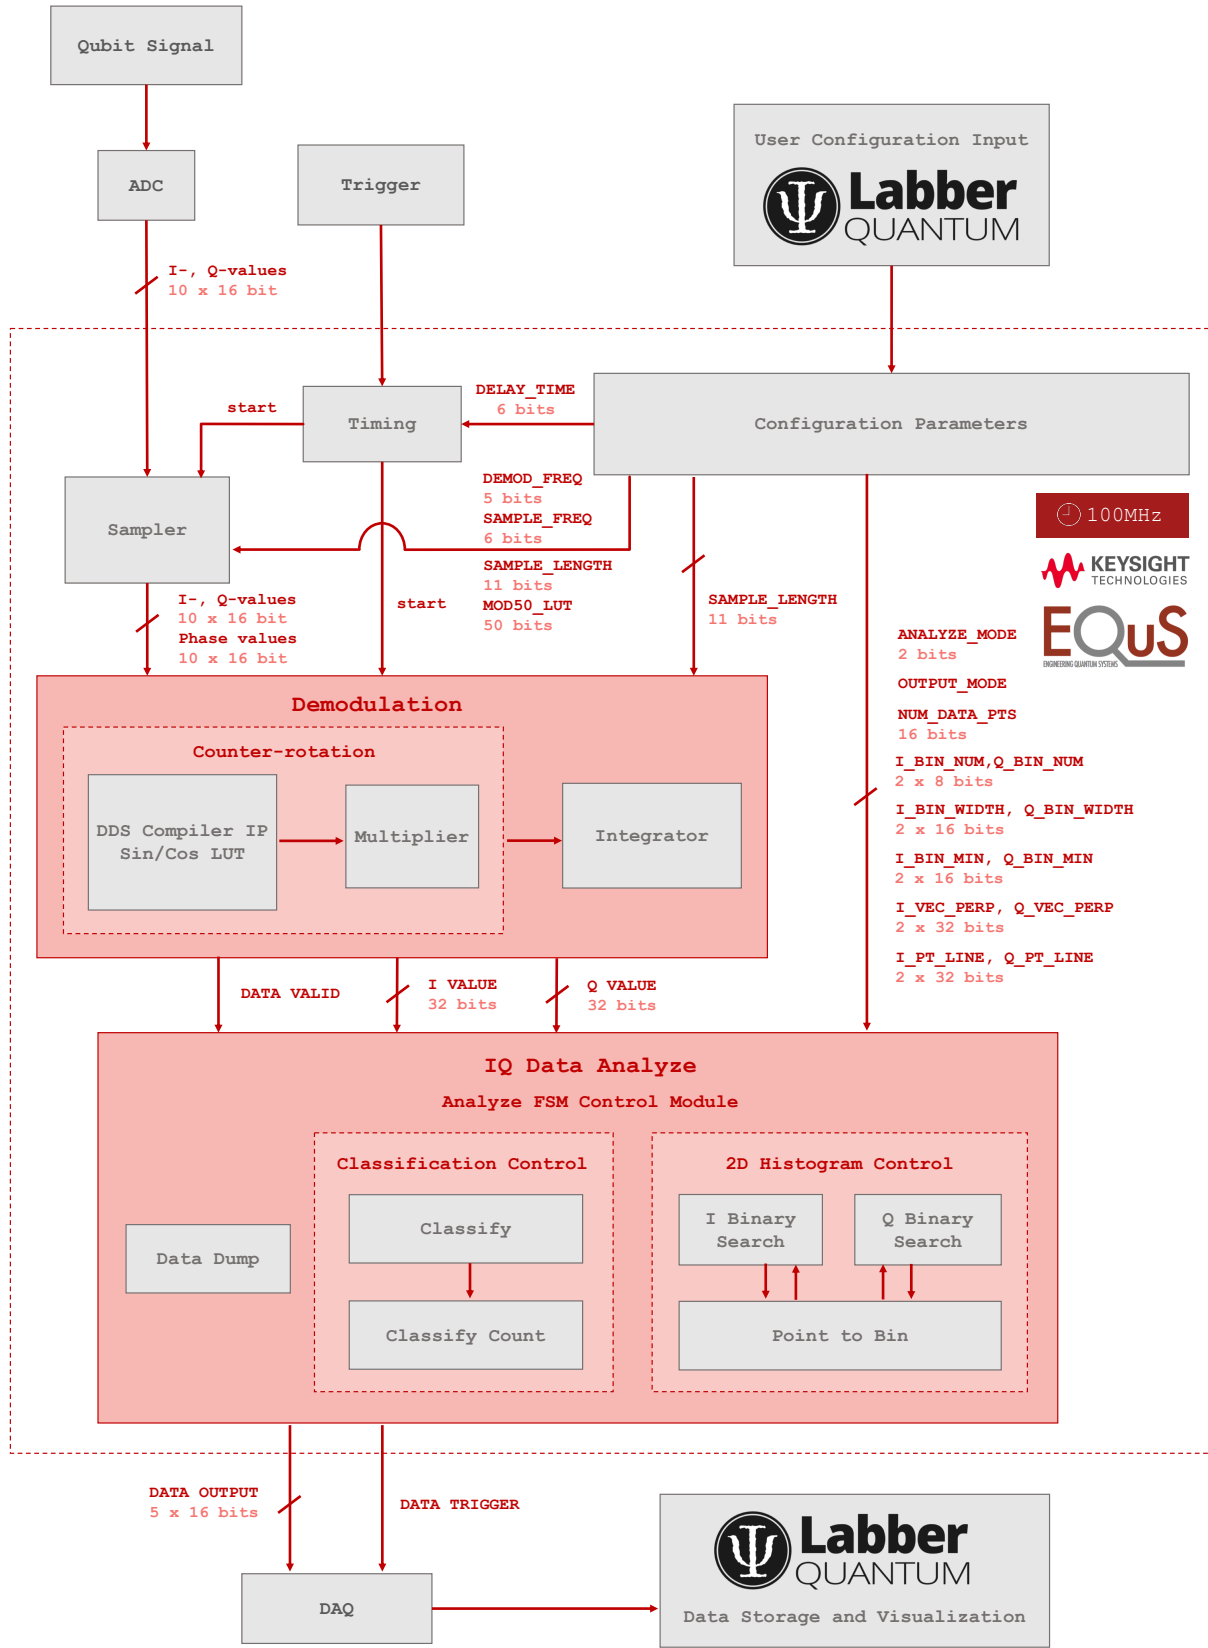 Qubit Signal
ADC
Trigger
User Configuration Input
Labber
QUANTUM
I-, Q-values
10 x 16 bit
start
Timing
DELAY_TIME
6 bits
Configuration Parameters
Sampler
DEMOD_FREQ
5 bits
SAMPLE_FREQ
6 bits
SAMPLE_LENGTH
11 bits
MOD50_LUT
50 bits
100MHz
KEYSIGHT
TECHNOLOGIES
EQuS
ENGINEERING QUANTUM SYSTEMS
I-, Q-values
10 x 16 bit
Phase values
10 x 16 bit
start
SAMPLE_LENGTH
11 bits
ANALYZE_MODE
2 bits
OUTPUT_MODE
NUM_DATA_PTS
16 bits
I_BIN_NUM,Q_BIN_NUM
2 x 8 bits
I_BIN_WIDTH, Q_BIN_WIDTH
2 x 16 bits
I_BIN_MIN, Q_BIN_MIN
2 x 16 bits
I_VEC_PERP, Q_VEC_PERP
2 x 32 bits
I_PT_LINE, Q_PT_LINE
2 x 32 bits
Demodulation
Counter-rotation
DDS Compiler IP
Sin/Cos LUT
Multiplier
Integrator
DATA VALID
I VALUE
32 bits
Q VALUE
32 bits
IQ Data Analyze
Analyze FSM Control Module
Data Dump
Classification Control
Classify
Classify Count
2D Histogram Control
I Binary
Search
Q Binary
Search
Point to Bin
DATA OUTPUT
5 x 16 bits
DATA TRIGGER
DAQ
Labber
QUANTUM
Data Storage and Visualization